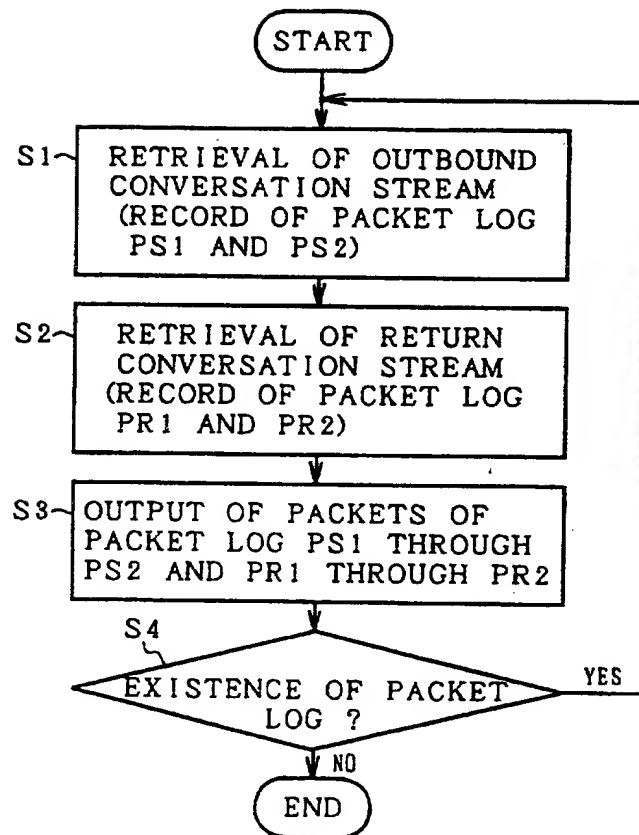 START
S1
RETRIEVAL OF OUTBOUND
CONVERSATION STREAM
(RECORD OF PACKET LOG
PS1 AND PS2)
S2
RETRIEVAL OF RETURN
CONVERSATION STREAM
(RECORD OF PACKET LOG
PR1 AND PR2)
S3
OUTPUT OF PACKETS OF
PACKET LOG PS1 THROUGH
PS2 AND PR1 THROUGH PR2
S4
EXISTENCE OF PACKET
LOG ?
YES
NO
END